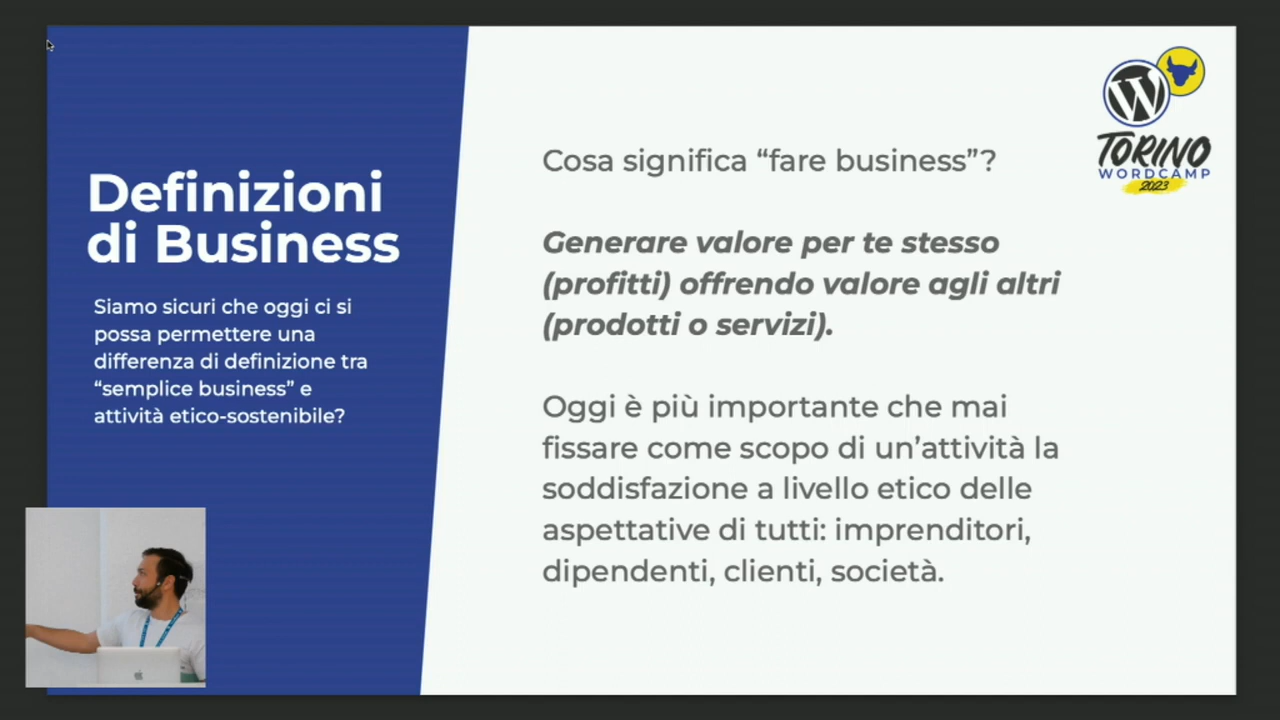 Definizioni
di Business
Siamo sicuri che oggi ci si
possa permettere una
differenza di definizione tra
“semplice business” e
attività etico-sostenibile?
Cosa significa “fare business”?
Generare valore per te stesso
(profitti) offrendo valore agli altri
(prodotti o servizi).
Oggi è più importante che mai
fissare come scopo di un’attività la
soddisfazione a livello etico delle
aspettative di tutti: imprenditori,
dipendenti, clienti, società.
W
TORINO
WORDCAMP
2023